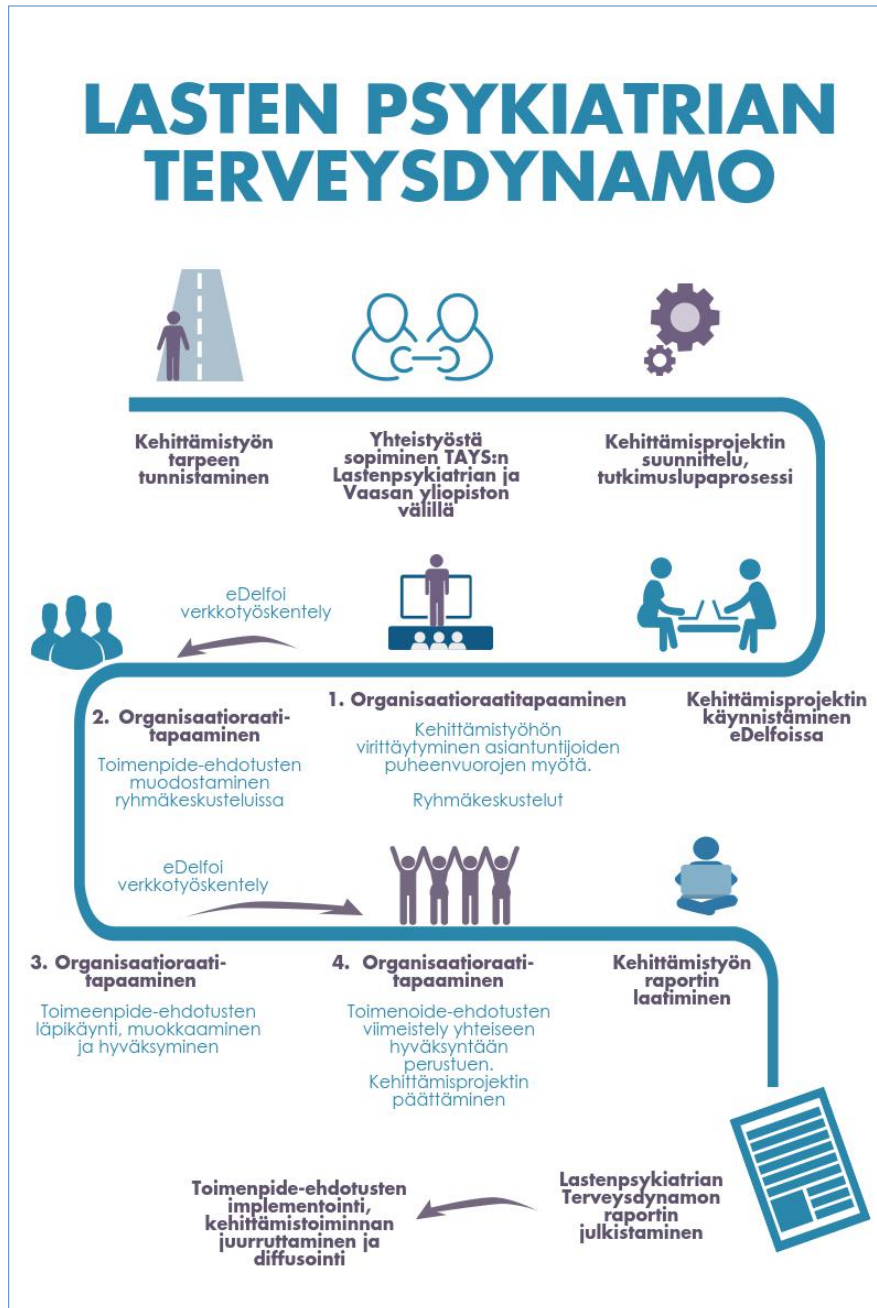 LASTEN PSYKIATRIAN
TERVEYSDYNAMO
Kehittämistyön
tarpeen
tunnistaminen
Yhteistyöstä
sopiminen TAYS:n
Lastenpsykiatrian ja
Vaasan yliopiston
välillä
Kehittämisprojektin
suunnittelu,
tutkimuslupaprosessi
Kehittämisprojektin
käynnistäminen
eDelfoissa
1. Organisaatioraatitapaaminen
Kehittämistyöhön
virittäytyminen asiantuntijoiden
puheenvuorojen myötä.
Ryhmäkeskustelut
eDelfoi
verkkotyöskentely
2. Organisaatioraati-
tapaaminen
Toimenpide-ehdotusten
muodostaminen
ryhmäkeskusteluissa
3. Organisaatioraati-
tapaaminen
Toimeenpide-ehdotusten
läpikäynti, muokkaaminen
ja hyväksyminen
eDelfoi
verkkotyöskentely
4. Organisaatioraati-
tapaaminen
Toimenoide-ehdotusten
viimeistely yhteiseen
hyväksyntään
perustuen.
Kehittämisprojektin
päättäminen
Kehittämistyön
raportin
laatiminen
Lastenpsykiatrian
Terveysdynamon
raportin
julkistaminen
Toimenpide-ehdotusten
implementointi,
kehittämistoiminnan
juurruttaminen ja
diffusointi